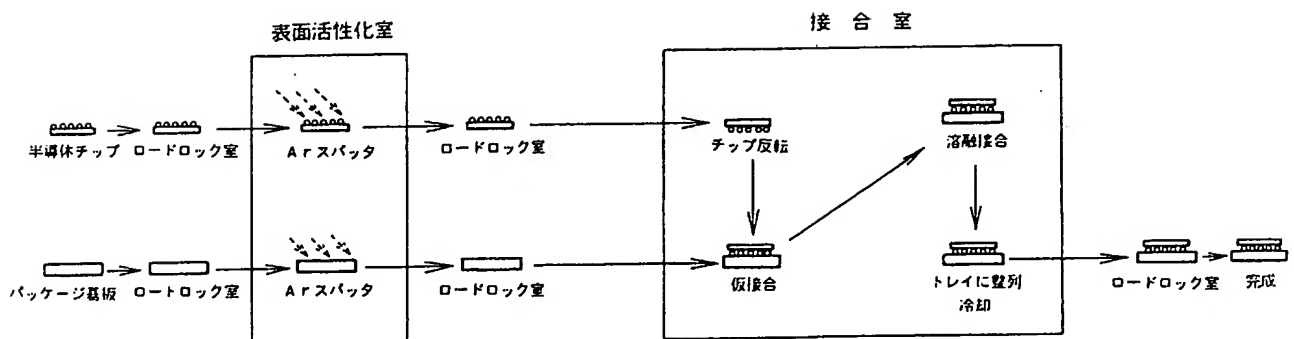 表面活性化室
接合室
半導体チップ
ロードロック室
Arスパッタ
ロードロック室
チップ反転
溶融接合
パッケージ基板
ロートロック室
Arスパッタ
ロードロック室
仮接合
トレイに整列
冷却
ロードロック室
完成